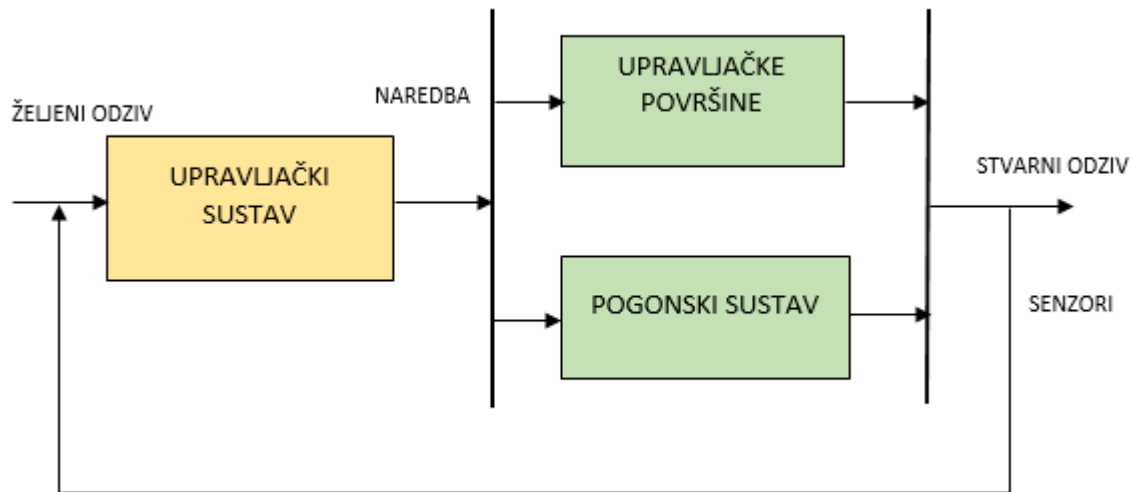 ŽELJENI ODZIV
UPRAVLJAČKI
SUSTAV
NAREDBA
UPRAVLJAČKE
POVRŠINE
POGONSKI SUSTAV
STVARNI ODZIV
SENZORI